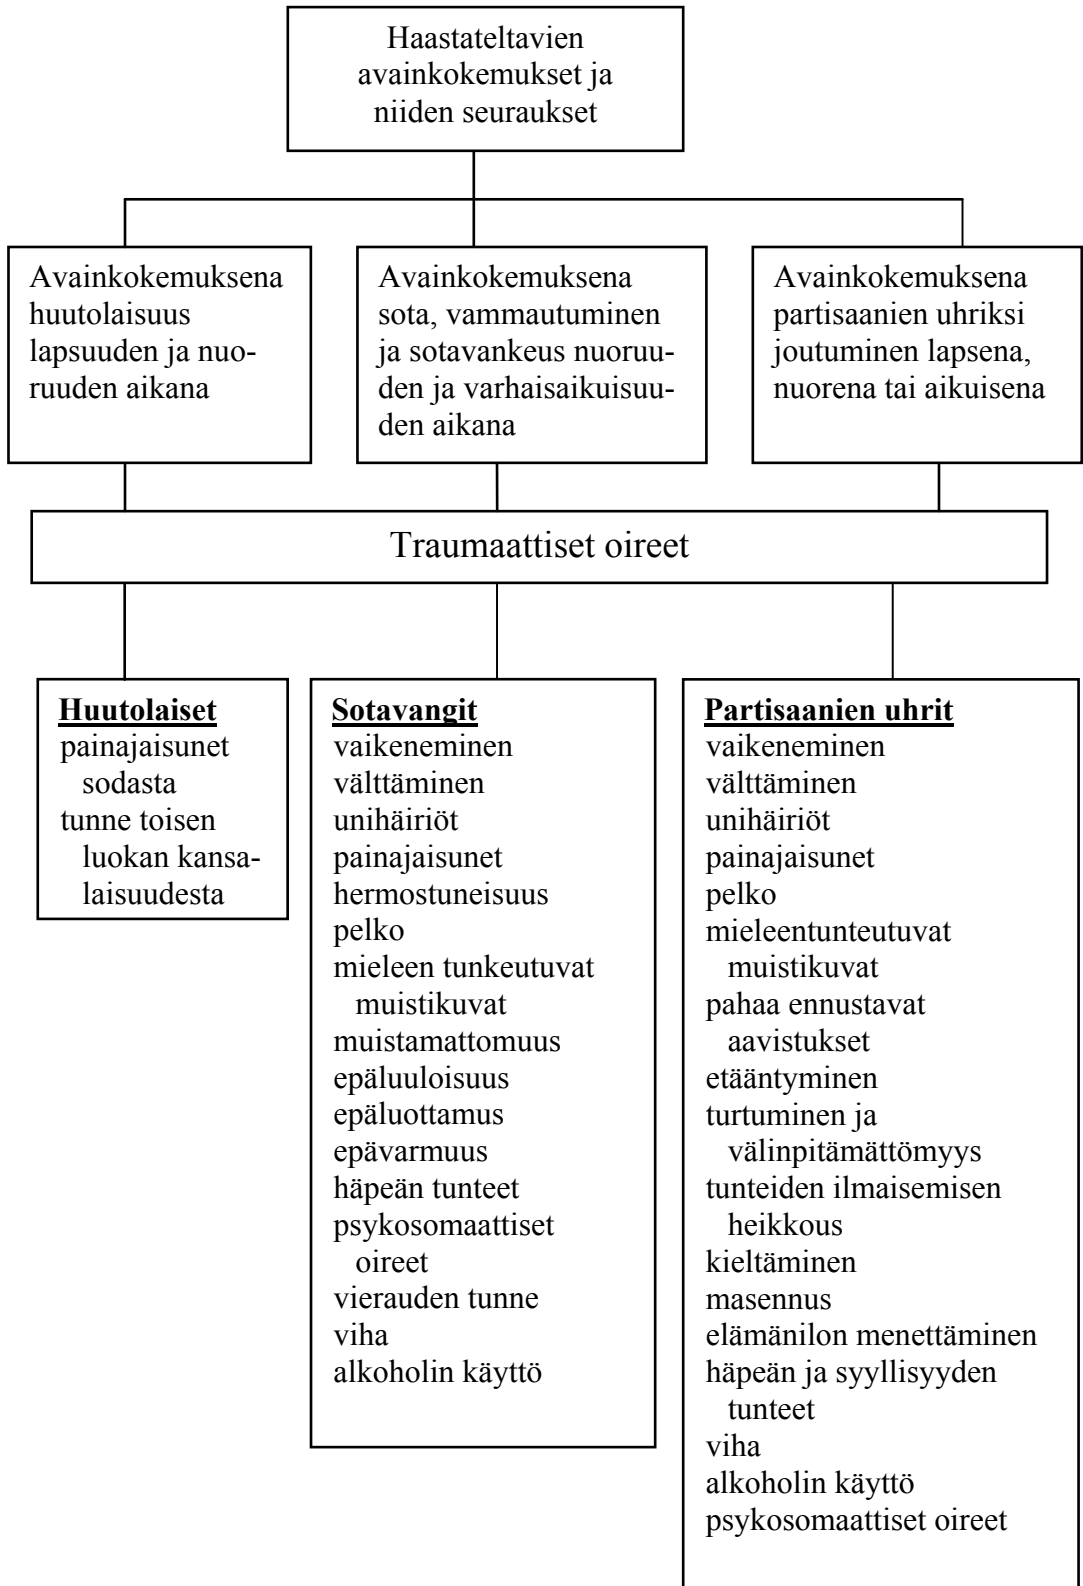 Haastateltavien
avainkokemukset ja
niiden seuraukset
Avainkokemuksena
huutolaisuus
lapsuuden ja nuo-
ruuden aikana
Avainkokemuksena
sota, vammautuminen
ja sotavankeus nuoruu-
den ja varhaisaikuisuu-
den aikana
Avainkokemuksena
partisaanien uhriksi
joutuminen lapsena,
nuorena tai aikuisena
Traumaattiset oireet
Huutolaiset
painajaisunet
sodasta
tunne toisen
luokan kansa-
laisuudesta
Sotavangit
vaikeneminen
välttäminen
unihäiriöt
painajaisunet
hermostuneisuus
pelko
mieleen tunkeutuvat
muistikuvat
muistamattomuus
epäluuloisuus
epäluottamus
epävarmuus
häpeän tunteet
psykosomaattiset
oireet
vierauden tunne
viha
alkoholin käyttö
Partisaanien uhrit
vaikeneminen
välttäminen
unihäiriöt
painajaisunet
pelko
mieleentunteutuvat
muistikuvat
pahaa ennustavat
aavistukset
etääntyminen
turtuminen ja
välinpitämättömyys
tunteiden ilmaisemisen
heikkous
kieltäminen
masennus
elämänilon menettäminen
häpeän ja syyllisyyden
tunteet
viha
alkoholin käyttö
psykosomaattiset oireet